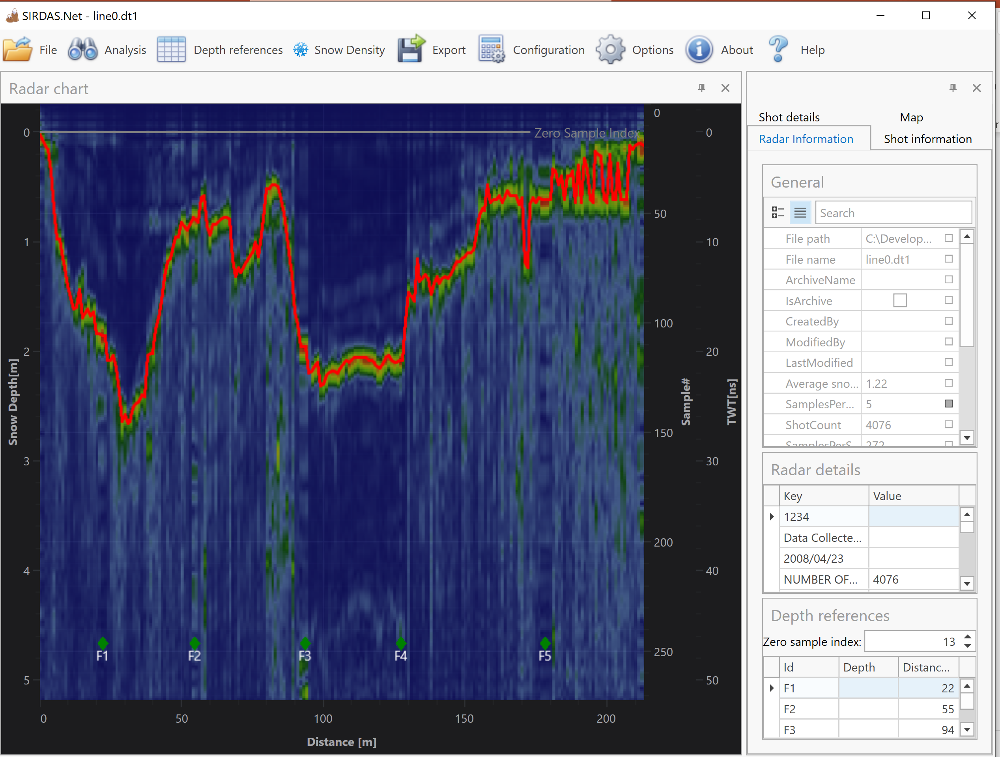 SIRDAS.Net - line0.dt1
File Analysis Depth references Snow Density Export Configuration Options About Help
Radar chart
Zero Sample Index
0
1
2
3
4
5
Snow Depth[m]
0
50
100
150
200
250
Sample#
0
10
20
30
40
50
TWT[ns]
F1 F2 F3 F4 F5
0 50 100 150 200
Distance [m]
Shot details Map
Radar Information Shot information
General
Search
File path C:\Develop...
File name line0.dt1
ArchiveName
IsArchive
CreatedBy
ModifiedBy
LastModified
Average sno... 1.22
SamplesPer... 5
ShotCount 4076
SamplesPerS 272
Radar details
Key Value
1234
Data Collecte...
2008/04/23
NUMBER OF... 4076
Depth references
Zero sample index: 13
Id Depth Distanc...
F1 22
F2 55
F3 94